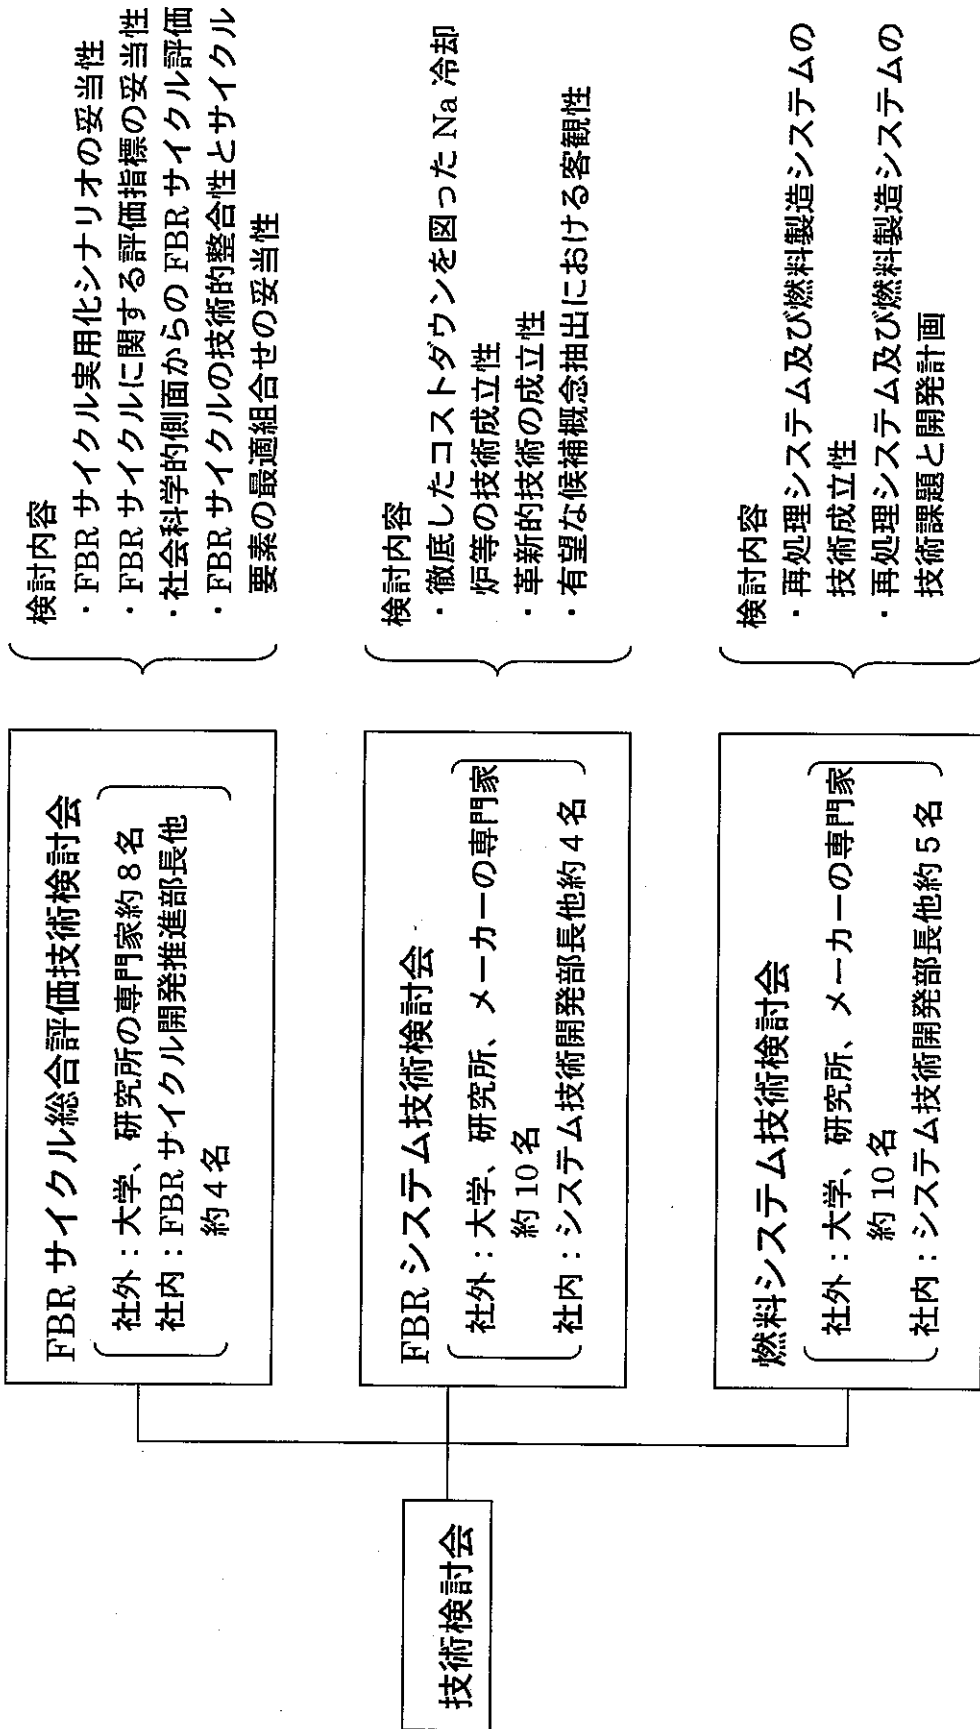 技術検討会
FBR サイクル総合評価技術検討会
社外：大学、研究所の専門家約8名
社内：FBR サイクル開発推進部長他
約4名
検討内容
・FBR サイクル実用化シナリオの妥当性
・FBR サイクルに関する評価指標の妥当性
・社会科学的側面からの FBR サイクル評価
・FBR サイクルの技術的整合性とサイクル
要素の最適組合せの妥当性
FBR システム技術検討会
社外：大学、研究所、メーカーの専門家
約10名
社内：システム技術開発部長他約4名
検討内容
・徹底したコストダウンを図った Na 冷却
炉等の技術成立性
・革新的技術の成立性
・有望な候補概念抽出における客観性
燃料システム技術検討会
社外：大学、研究所、メーカーの専門家
約10名
社内：システム技術開発部長他約5名
検討内容
・再処理システム及び燃料製造システムの
技術成立性
・再処理システム及び燃料製造システムの
技術課題と開発計画